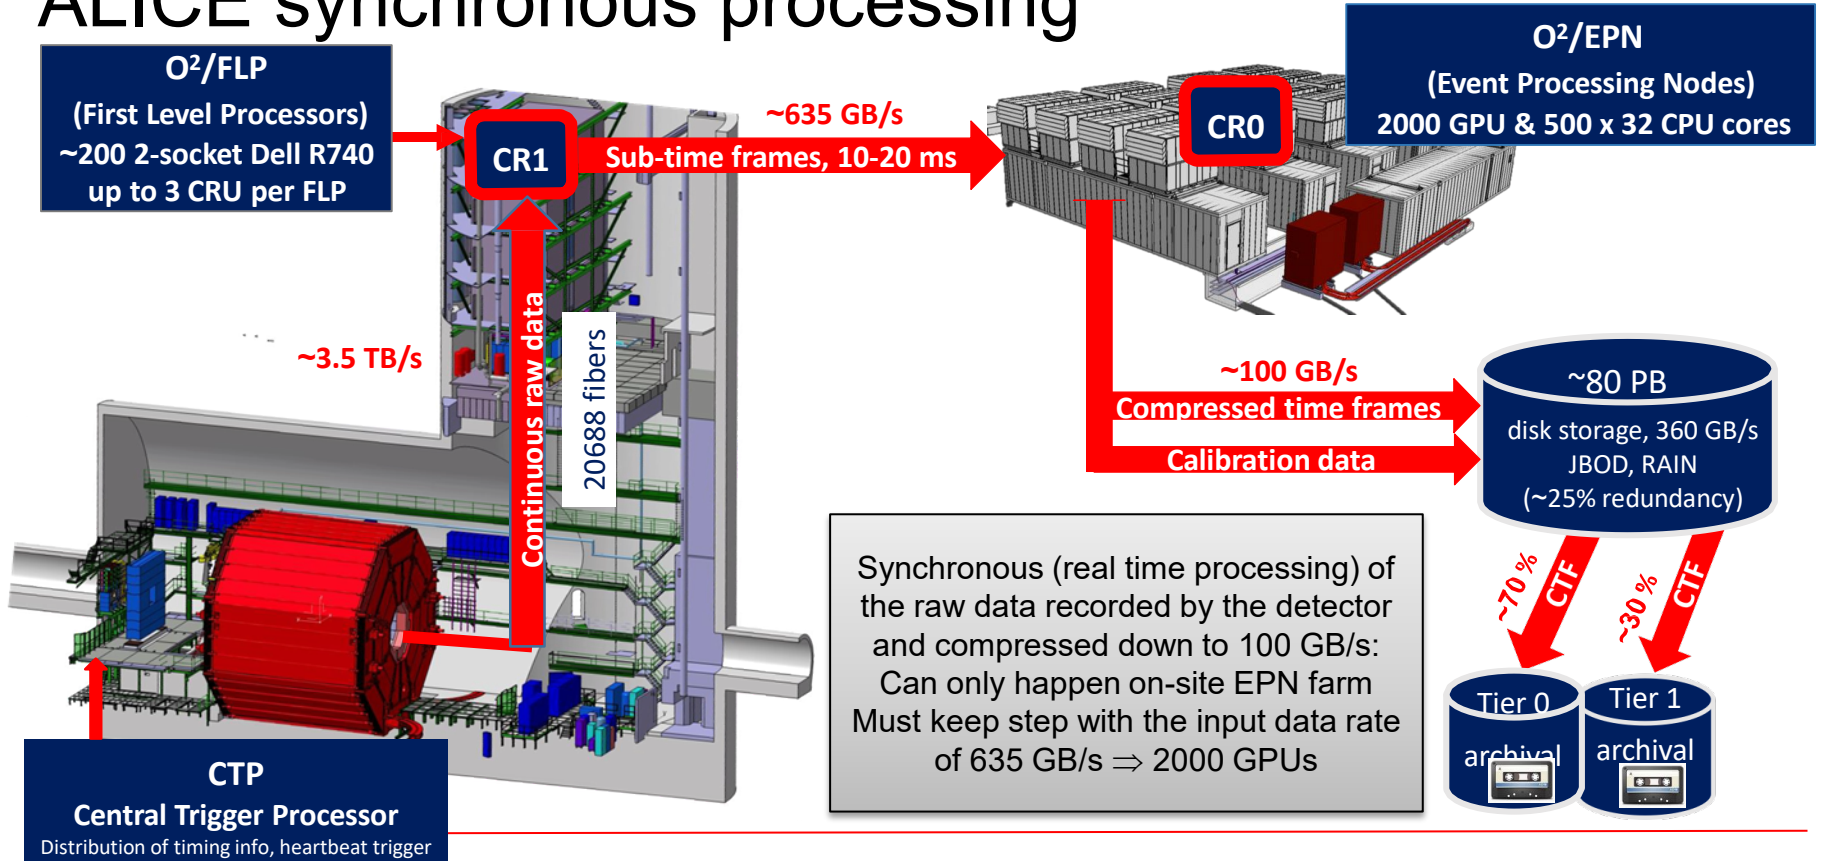 ALICE synchronous processing
O²/FLP
(First Level Processors)
~200 2-socket Dell R740
up to 3 CRU per FLP
CR1
~635 GB/s
Sub-time frames, 10-20 ms
CR0
O²/EPN
(Event Processing Nodes)
2000 GPU & 500 x 32 CPU cores
~3.5 TB/s
Continuous raw data
20688 fibers
~100 GB/s
Compressed time frames
Calibration data
~80 PB
disk storage, 360 GB/s
JBOD, RAIN
(~25% redundancy)
~70 %
CTF
~30 %
CTF
Tier 0
archival
Tier 1
archival
Synchronous (real time processing) of
the raw data recorded by the detector
and compressed down to 100 GB/s:
Can only happen on-site EPN farm
Must keep step with the input data rate
of 635 GB/s ⇒ 2000 GPUs
CTP
Central Trigger Processor
Distribution of timing info, heartbeat trigger